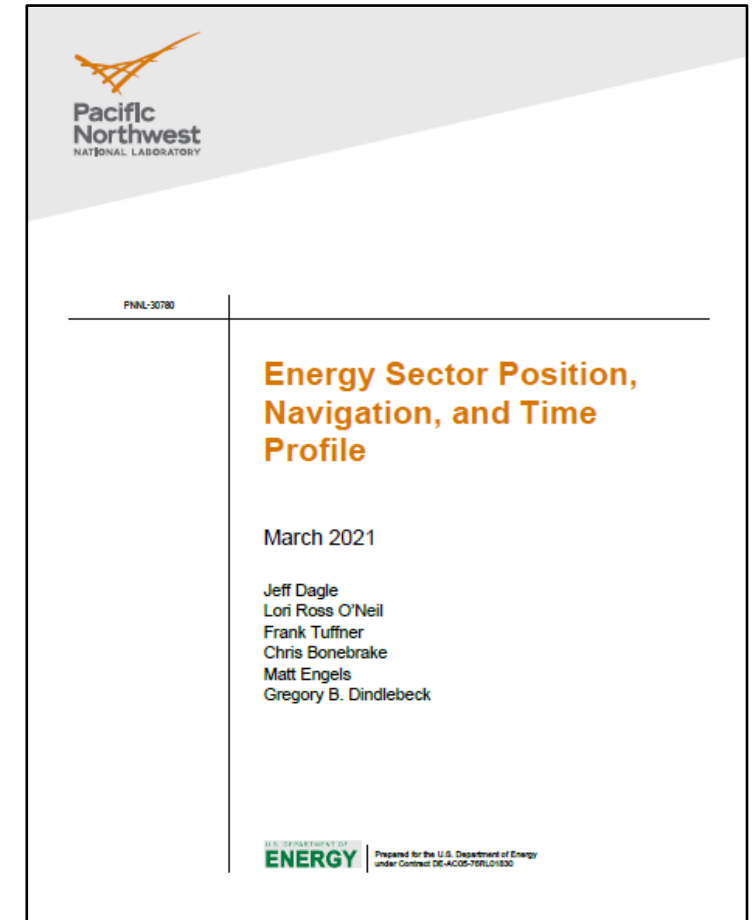 Pacific
Northwest
NATIONAL LABORATORY
PNNL-30780
Energy Sector Position,
Navigation, and Time
Profile
March 2021
Jeff Dagle
Lori Ross O'Neil
Frank Tuffner
Chris Bonebrake
Matt Engels
Gregory B. Dindlebeck
U.S. DEPARTMENT OF
ENERGY
Prepared for the U.S. Department of Energy
under Contract DE-AC05-76RL01830